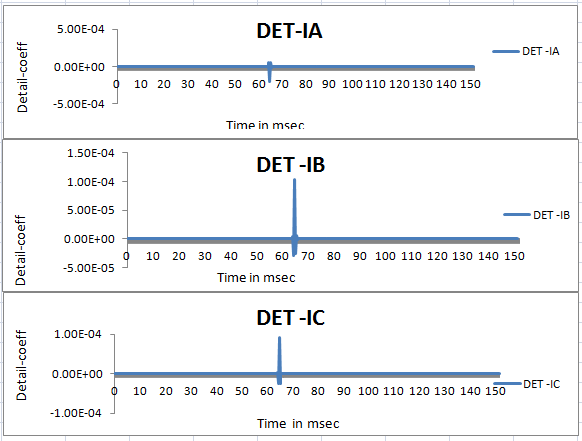 DET-IA
5.00E-04
0.00E+00
-5.00E-04
Detail-coeff
0 10 20 30 40 50 60 70 80 90 100 110 120 130 140 150
Time in msec
DET -IA
DET -IB
1.50E-04
1.00E-04
5.00E-05
0.00E+00
-5.00E-05
Detail-coeff
0 10 20 30 40 50 60 70 80 90 100 110 120 130 140 150
Time in msec
DET -IB
DET -IC
1.00E-04
0.00E+00
-1.00E-04
Detail-coeff
0 10 20 30 40 50 60 70 80 90 100 110 120 130 140 150
Time in msec
DET -IC